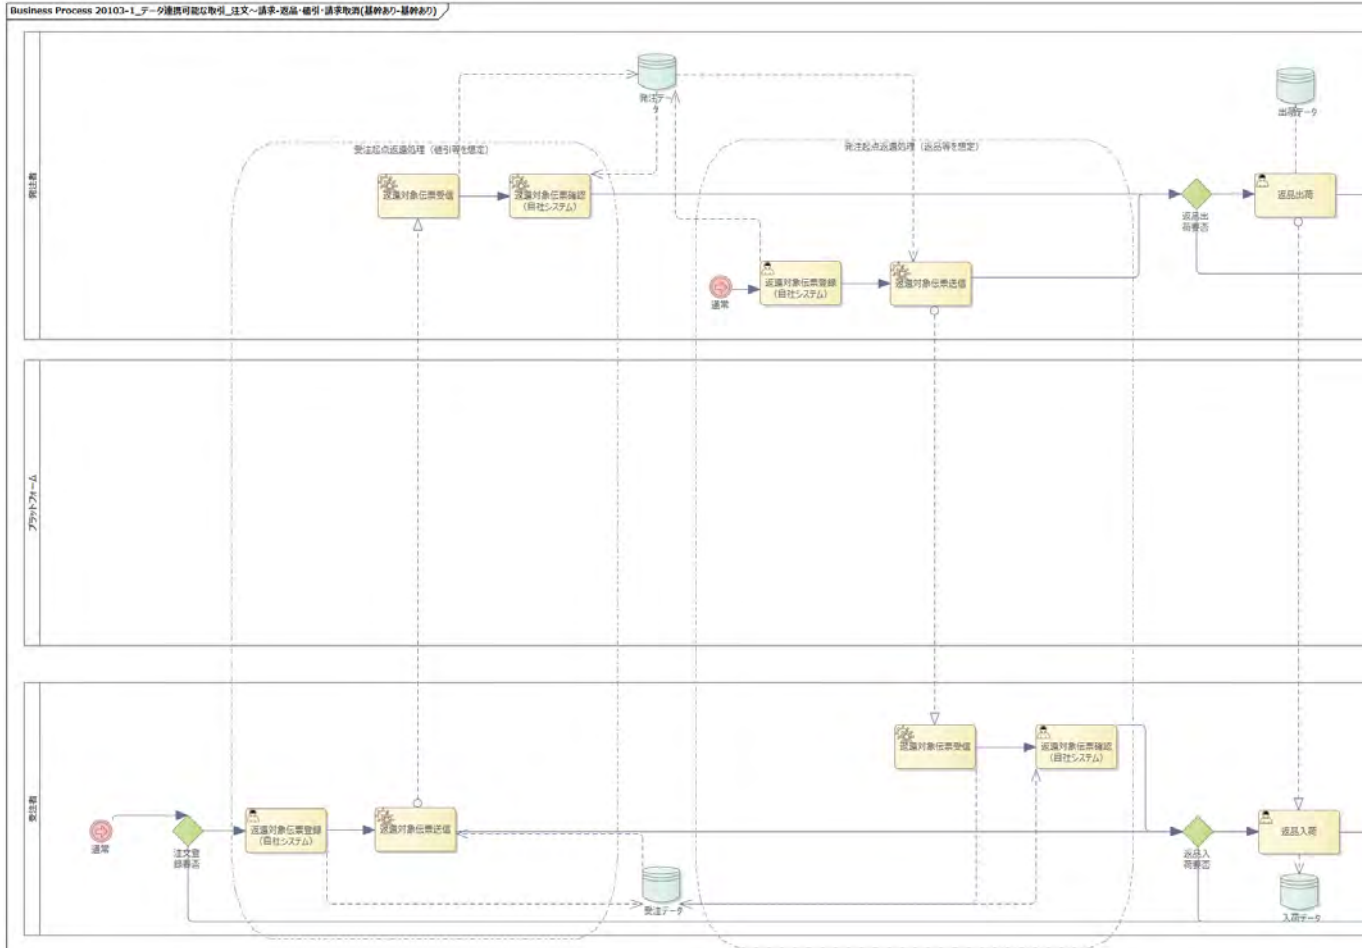 Business Process 20103-1_データ連携可能な取引_注文～請求-返品・値引・請求取消(基幹あり-基幹あり)
発注者
発注データ
出荷データ
受注起点返還処理（値引等を想定）
発注起点返還処理（返品等を想定）
返還対象伝票受信
返還対象伝票確認
（自社システム）
返品出
荷要否
返品出荷
通常
返還対象伝票登録
（自社システム）
返還対象伝票送信
プラットフォーム
受注者
返還対象伝票受信
返還対象伝票確認
（自社システム）
通常
注文登
録要否
返還対象伝票登録
（自社システム）
返還対象伝票送信
返品入
荷要否
返品入荷
受注データ
入荷データ